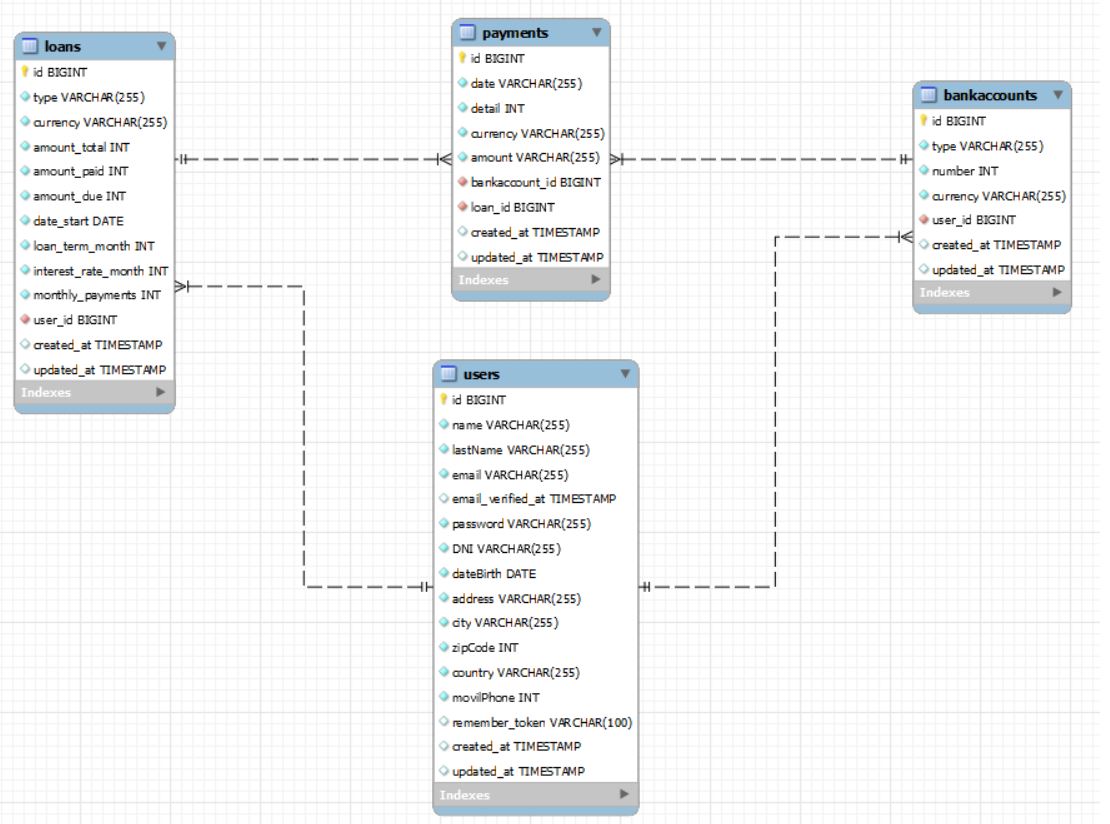 loans
id BIGINT
type VARCHAR(255)
currency VARCHAR(255)
amount_total INT
amount_paid INT
amount_due INT
date_start DATE
loan_term_month INT
interest_rate_month INT
monthly_payments INT
user_id BIGINT
created_at TIMESTAMP
updated_at TIMESTAMP
Indexes
payments
id BIGINT
date VARCHAR(255)
detail INT
currency VARCHAR(255)
amount VARCHAR(255)
bankaccount_id BIGINT
loan_id BIGINT
created_at TIMESTAMP
updated_at TIMESTAMP
Indexes
bankaccounts
id BIGINT
type VARCHAR(255)
number INT
currency VARCHAR(255)
user_id BIGINT
created_at TIMESTAMP
updated_at TIMESTAMP
Indexes
users
id BIGINT
name VARCHAR(255)
lastName VARCHAR(255)
email VARCHAR(255)
email_verified_at TIMESTAMP
password VARCHAR(255)
DNI VARCHAR(255)
dateBirth DATE
address VARCHAR(255)
city VARCHAR(255)
zipCode INT
country VARCHAR(255)
movilPhone INT
remember_token VARCHAR(100)
created_at TIMESTAMP
updated_at TIMESTAMP
Indexes